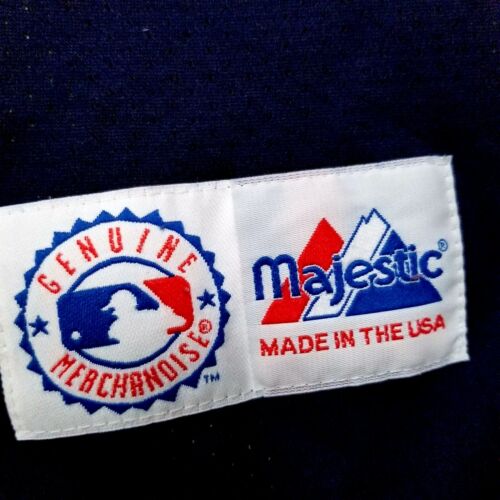 GENUINE
MERCHANDISE®
™
Majestic®
MADE IN THE USA